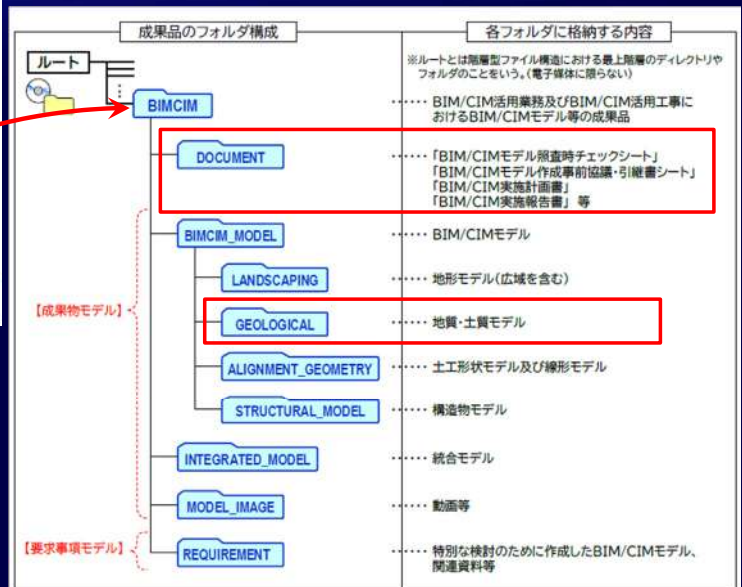 成果品のフォルダ構成
各フォルダに格納する内容
ルート
※ルートとは階層型ファイル構造における最上階層のディレクトリや
フォルダのことをいう。(電子媒体に限らない)
BIMCIM
…… BIM/CIM活用業務及びBIM/CIM活用工事に
おけるBIM/CIMモデル等の成果品
DOCUMENT
……「BIM/CIMモデル照査時チェックシート」
「BIM/CIMモデル作成事前協議・引継書シート」
「BIM/CIM実施計画書」
「BIM/CIM実施報告書」 等
BIMCIM_MODEL
…… BIM/CIMモデル
LANDSCAPING
…… 地形モデル(広域を含む)
【成果物モデル】
GEOLOGICAL
…… 地質・土質モデル
ALIGNMENT_GEOMETRY
…… 土工形状モデル及び線形モデル
STRUCTURAL_MODEL
…… 構造物モデル
INTEGRATED_MODEL
…… 統合モデル
MODEL_IMAGE
…… 動画等
【要求事項モデル】
REQUIREMENT
…… 特別な検討のために作成したBIM/CIMモデル、
関連資料等